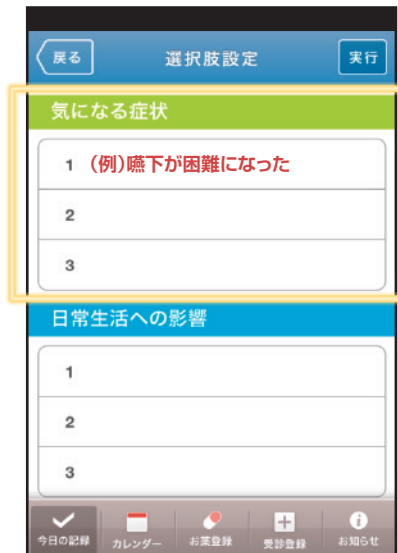 戻る 選択肢設定 実行
気になる症状
1 (例)嚥下が困難になった
2
3
日常生活への影響
1
2
3
今日の記録 カレンダー お薬登録 受診登録 お知らせ